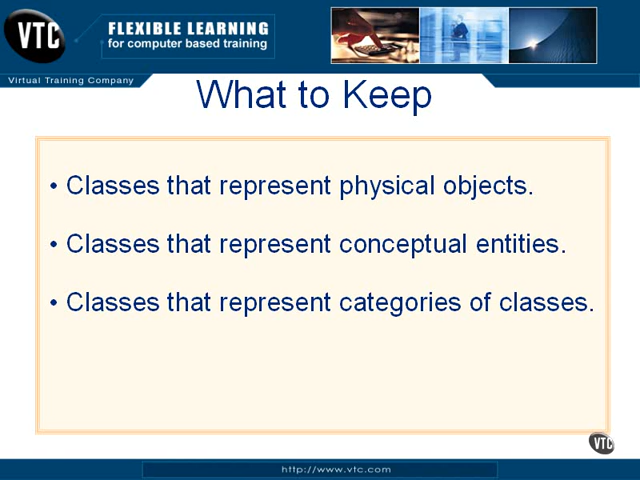 VTC
FLEXIBLE LEARNING
for computer based training
Virtual Training Company
What to Keep
• Classes that represent physical objects.
• Classes that represent conceptual entities.
• Classes that represent categories of classes.
VTC
http://www.vtc.com